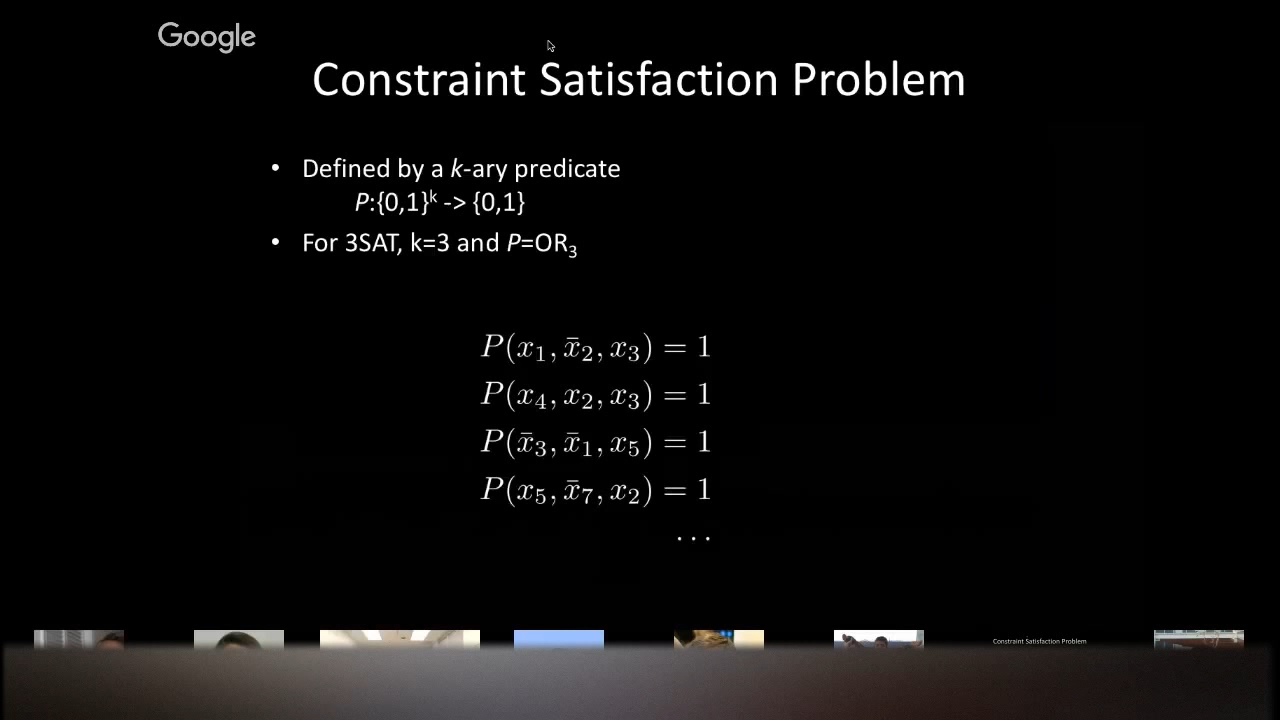 Google
Constraint Satisfaction Problem
• Defined by a k-ary predicate
P:{0,1}ᵏ -> {0,1}
• For 3SAT, k=3 and P=OR₃
P(x₁, x̄₂, x₃) = 1
P(x₄, x₂, x₃) = 1
P(x̄₃, x̄₁, x₅) = 1
P(x₅, x̄₇, x₂) = 1
...
Constraint Satisfaction Problem